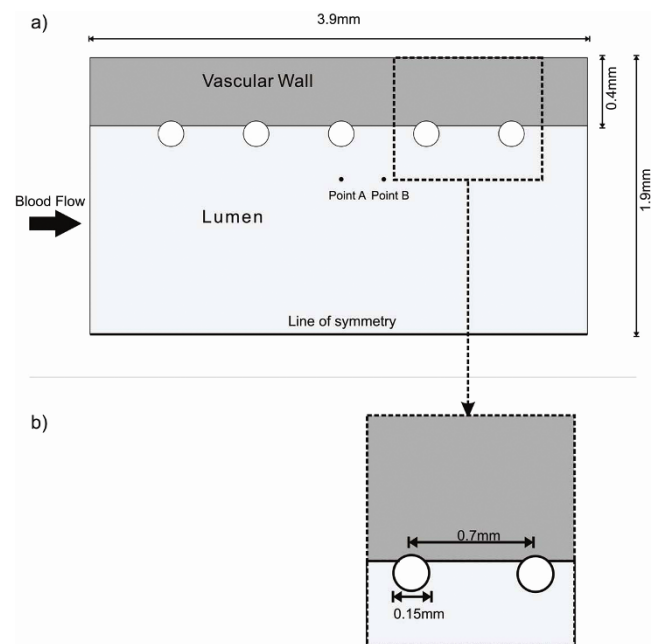 a)
3.9mm
Vascular Wall
0.4mm
1.9mm
Point A
Point B
Blood Flow
Lumen
Line of symmetry
b)
0.7mm
0.15mm